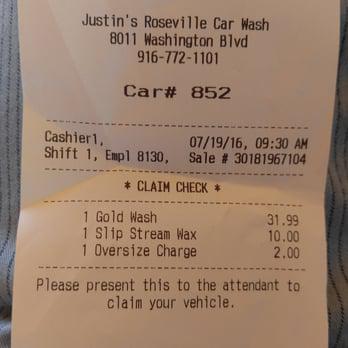 Justin's Roseville Car Wash
8011 Washington Blvd
916-772-1101
Car# 852
Cashier1, 07/19/16, 09:30 AM
Shift 1, Empl 8130, Sale # 30181967104
* CLAIM CHECK *
1 Gold Wash 31.99
1 Slip Stream Wax 10.00
1 Oversize Charge 2.00
Please present this to the attendant to
claim your vehicle.